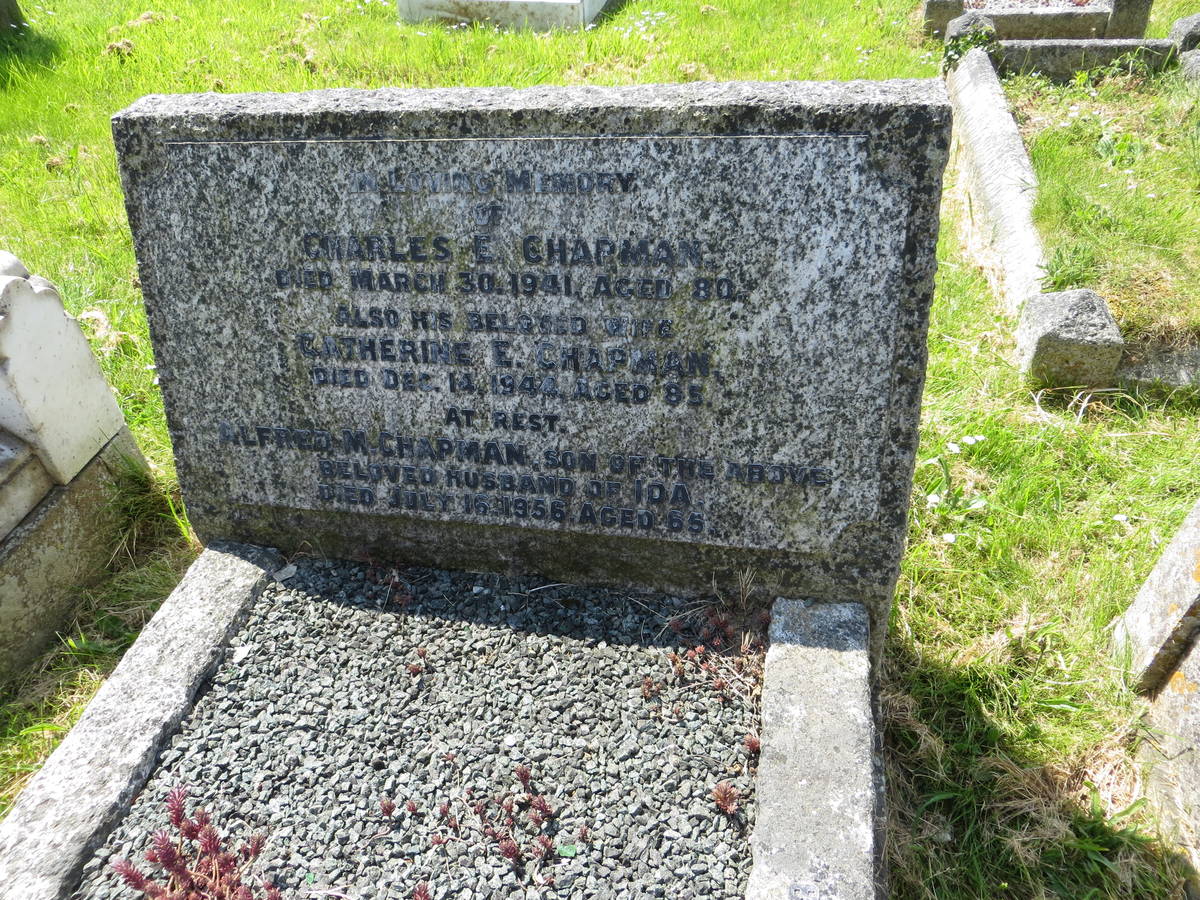 IN LOVING MEMORY
OF
CHARLES E. CHAPMAN.
DIED MARCH 30. 1941, AGED 80.
ALSO HIS BELOVED WIFE
CATHERINE E. CHAPMAN,
DIED DEC. 14, 1944, AGED 85.
AT REST.
ALFRED M. CHAPMAN, SON OF THE ABOVE
BELOVED HUSBAND OF IDA.
DIED JULY 16, 1956, AGED 65.